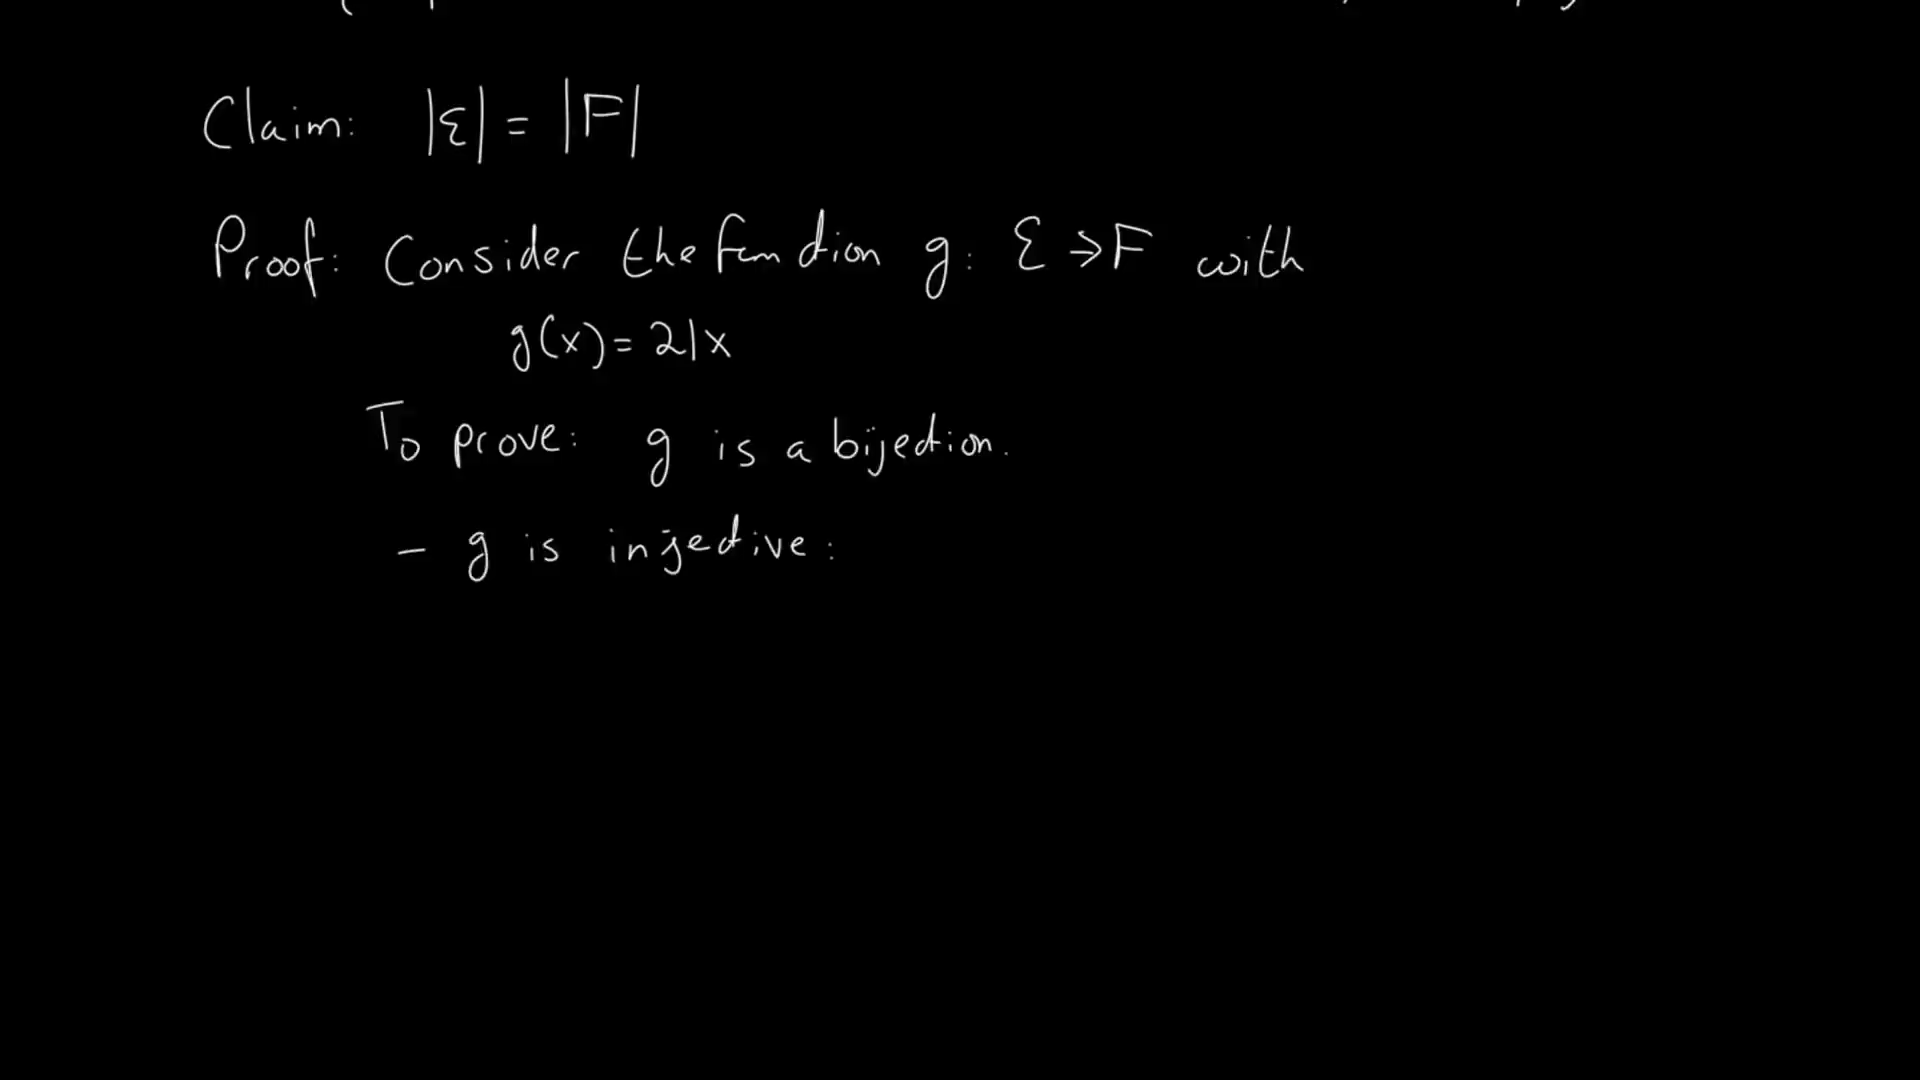 Claim: |Ɛ| = |F|
Proof: Consider the function g: Ɛ → F with
g(x) = 21x
To prove: g is a bijection.
- g is injective: